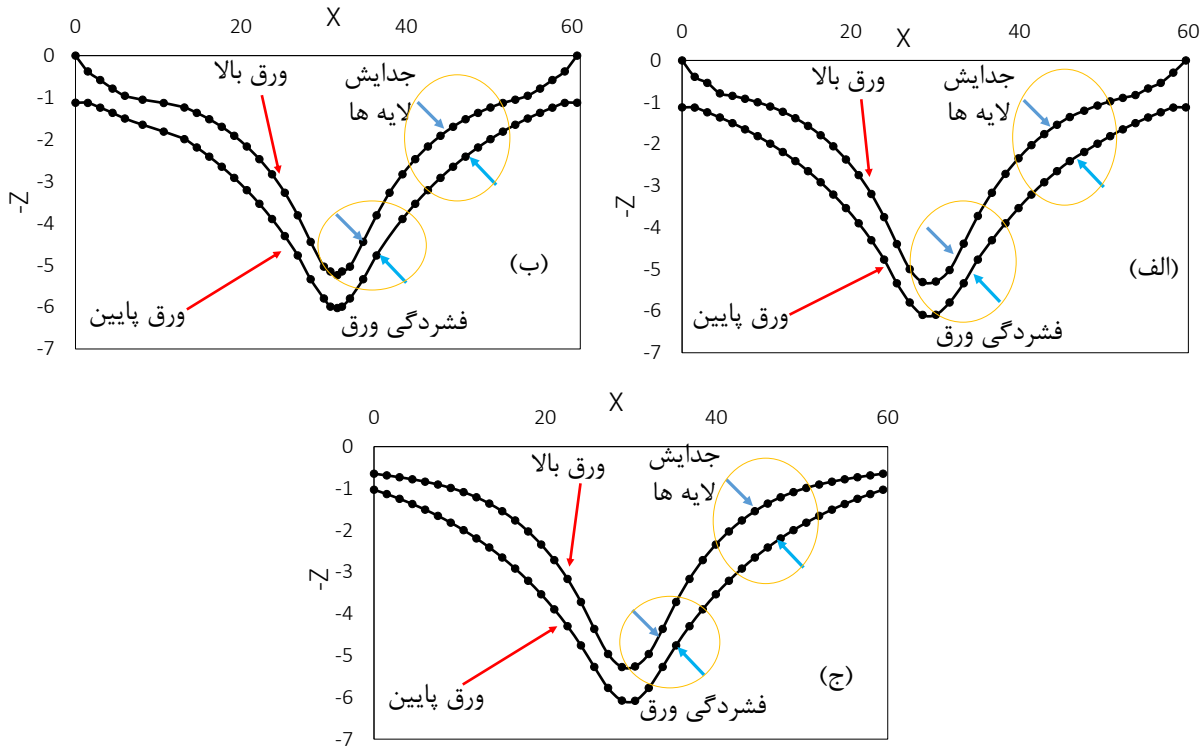 X
0
20
40
60
0
-1
-2
-3
-4
-5
-6
-7
-Z
ورق بالا
جدایش
لایه ها
ورق پایین
فشردگی ورق
(ب)
X
0
20
40
60
0
-1
-2
-3
-4
-5
-6
-7
-Z
ورق بالا
جدایش
لایه ها
ورق پایین
فشردگی ورق
(الف)
X
0
20
40
60
0
-1
-2
-3
-4
-5
-6
-7
-Z
ورق بالا
جدایش
لایه ها
ورق پایین
فشردگی ورق
(ج)